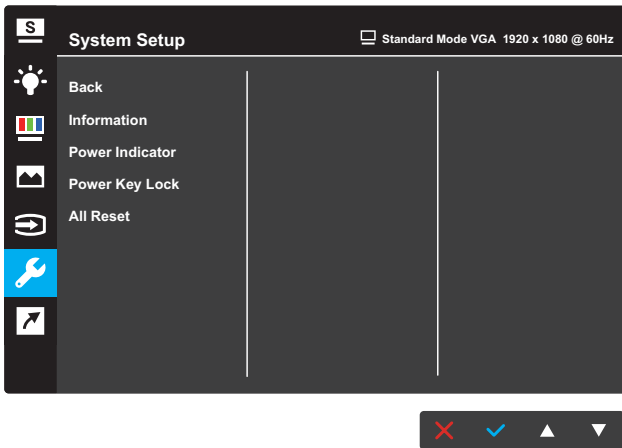 S
System Setup
Standard Mode VGA 1920 x 1080 @ 60Hz
Back
Information
Power Indicator
Power Key Lock
All Reset